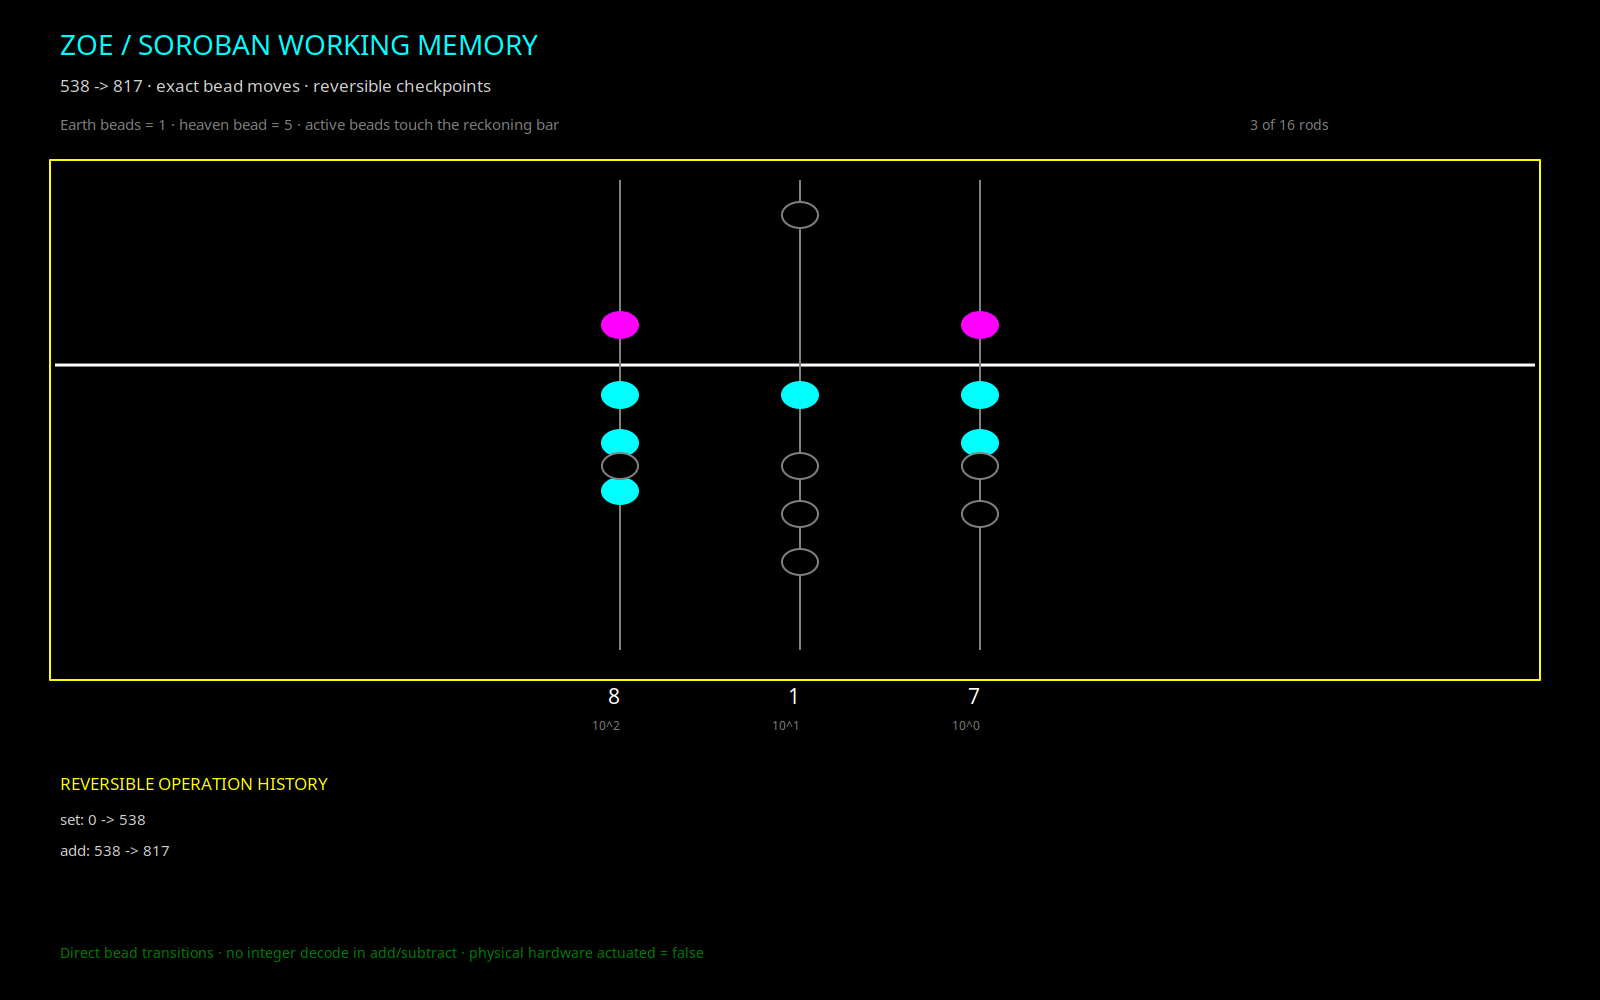 ZOE / SOROBAN WORKING MEMORY
538 -> 817 · exact bead moves · reversible checkpoints
Earth beads = 1 · heaven bead = 5 · active beads touch the reckoning bar
3 of 16 rods
8 1 7
10^2 10^1 10^0
REVERSIBLE OPERATION HISTORY
set: 0 -> 538
add: 538 -> 817
Direct bead transitions · no integer decode in add/subtract · physical hardware actuated = false